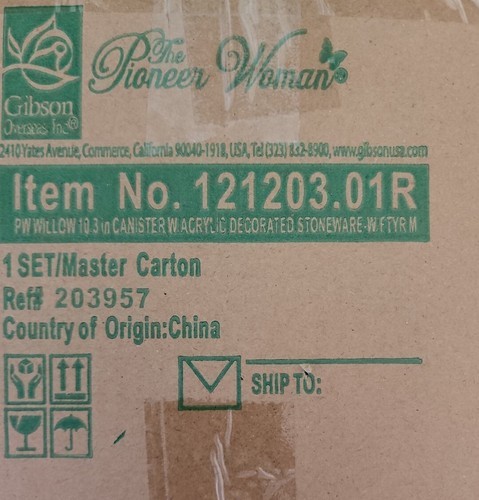 The
Pioneer Woman®
Gibson
Overseas, Inc.®
2410 Yates Avenue, Commerce, California 90040-1918, USA, Tel (323) 832-8900, www.gibsonusa.com
Item No. 121203.01R
PW WILLOW 10.3 in CANISTER W/ACRYLIC DECORATED STONEWARE-W/FTYR M
1 SET/Master Carton
Ref# 203957
Country of Origin:China
SHIP TO: